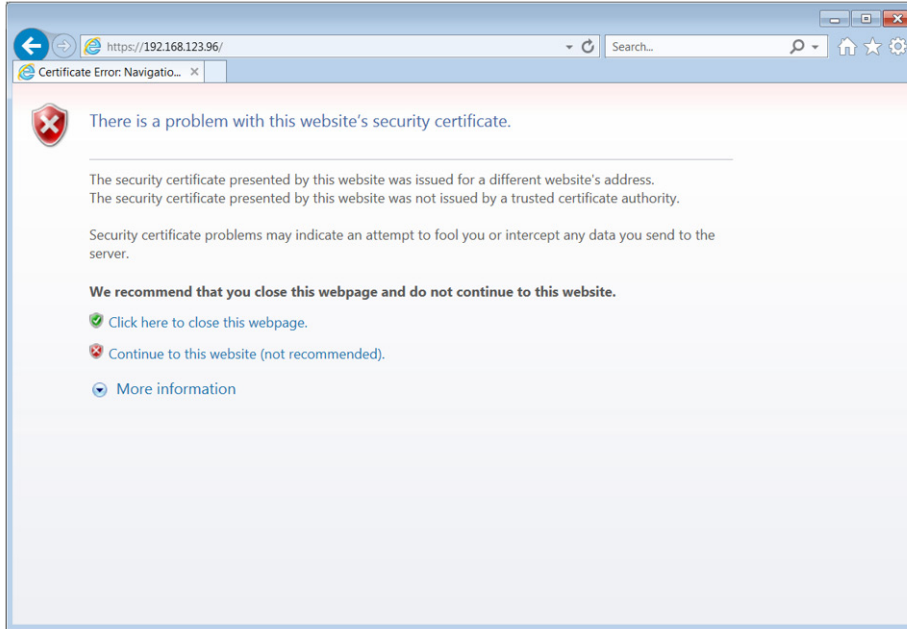 https://192.168.123.96/
Search...
Certificate Error: Navigatio...
There is a problem with this website's security certificate.
The security certificate presented by this website was issued for a different website's address.
The security certificate presented by this website was not issued by a trusted certificate authority.
Security certificate problems may indicate an attempt to fool you or intercept any data you send to the
server.
We recommend that you close this webpage and do not continue to this website.
Click here to close this webpage.
Continue to this website (not recommended).
More information